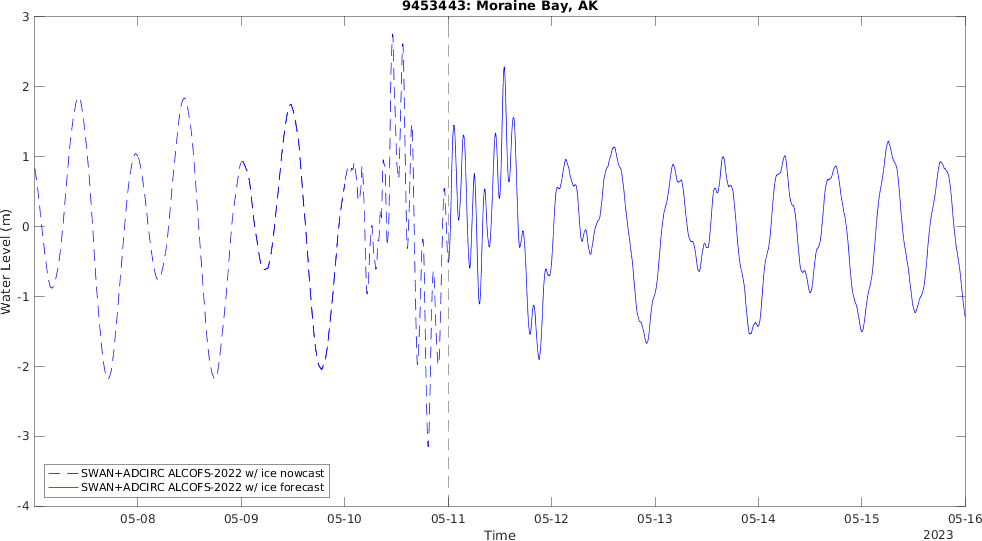 9453443: Moraine Bay, AK
3
2
1
0
-1
-2
-3
-4
Water Level (m)
SWAN+ADCIRC ALCOFS-2022 w/ ice nowcast
SWAN+ADCIRC ALCOFS-2022 w/ ice forecast
05-08 05-09 05-10 05-11 05-12 05-13 05-14 05-15 05-16
Time
2023